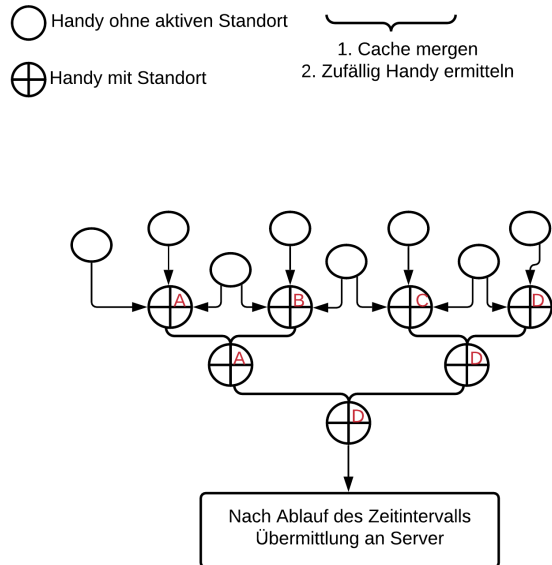 Handy ohne aktiven Standort
Handy mit Standort
1. Cache mergen
2. Zufällig Handy ermitteln
A
B
C
D
A
D
D
Nach Ablauf des Zeitintervalls
Übermittlung an Server